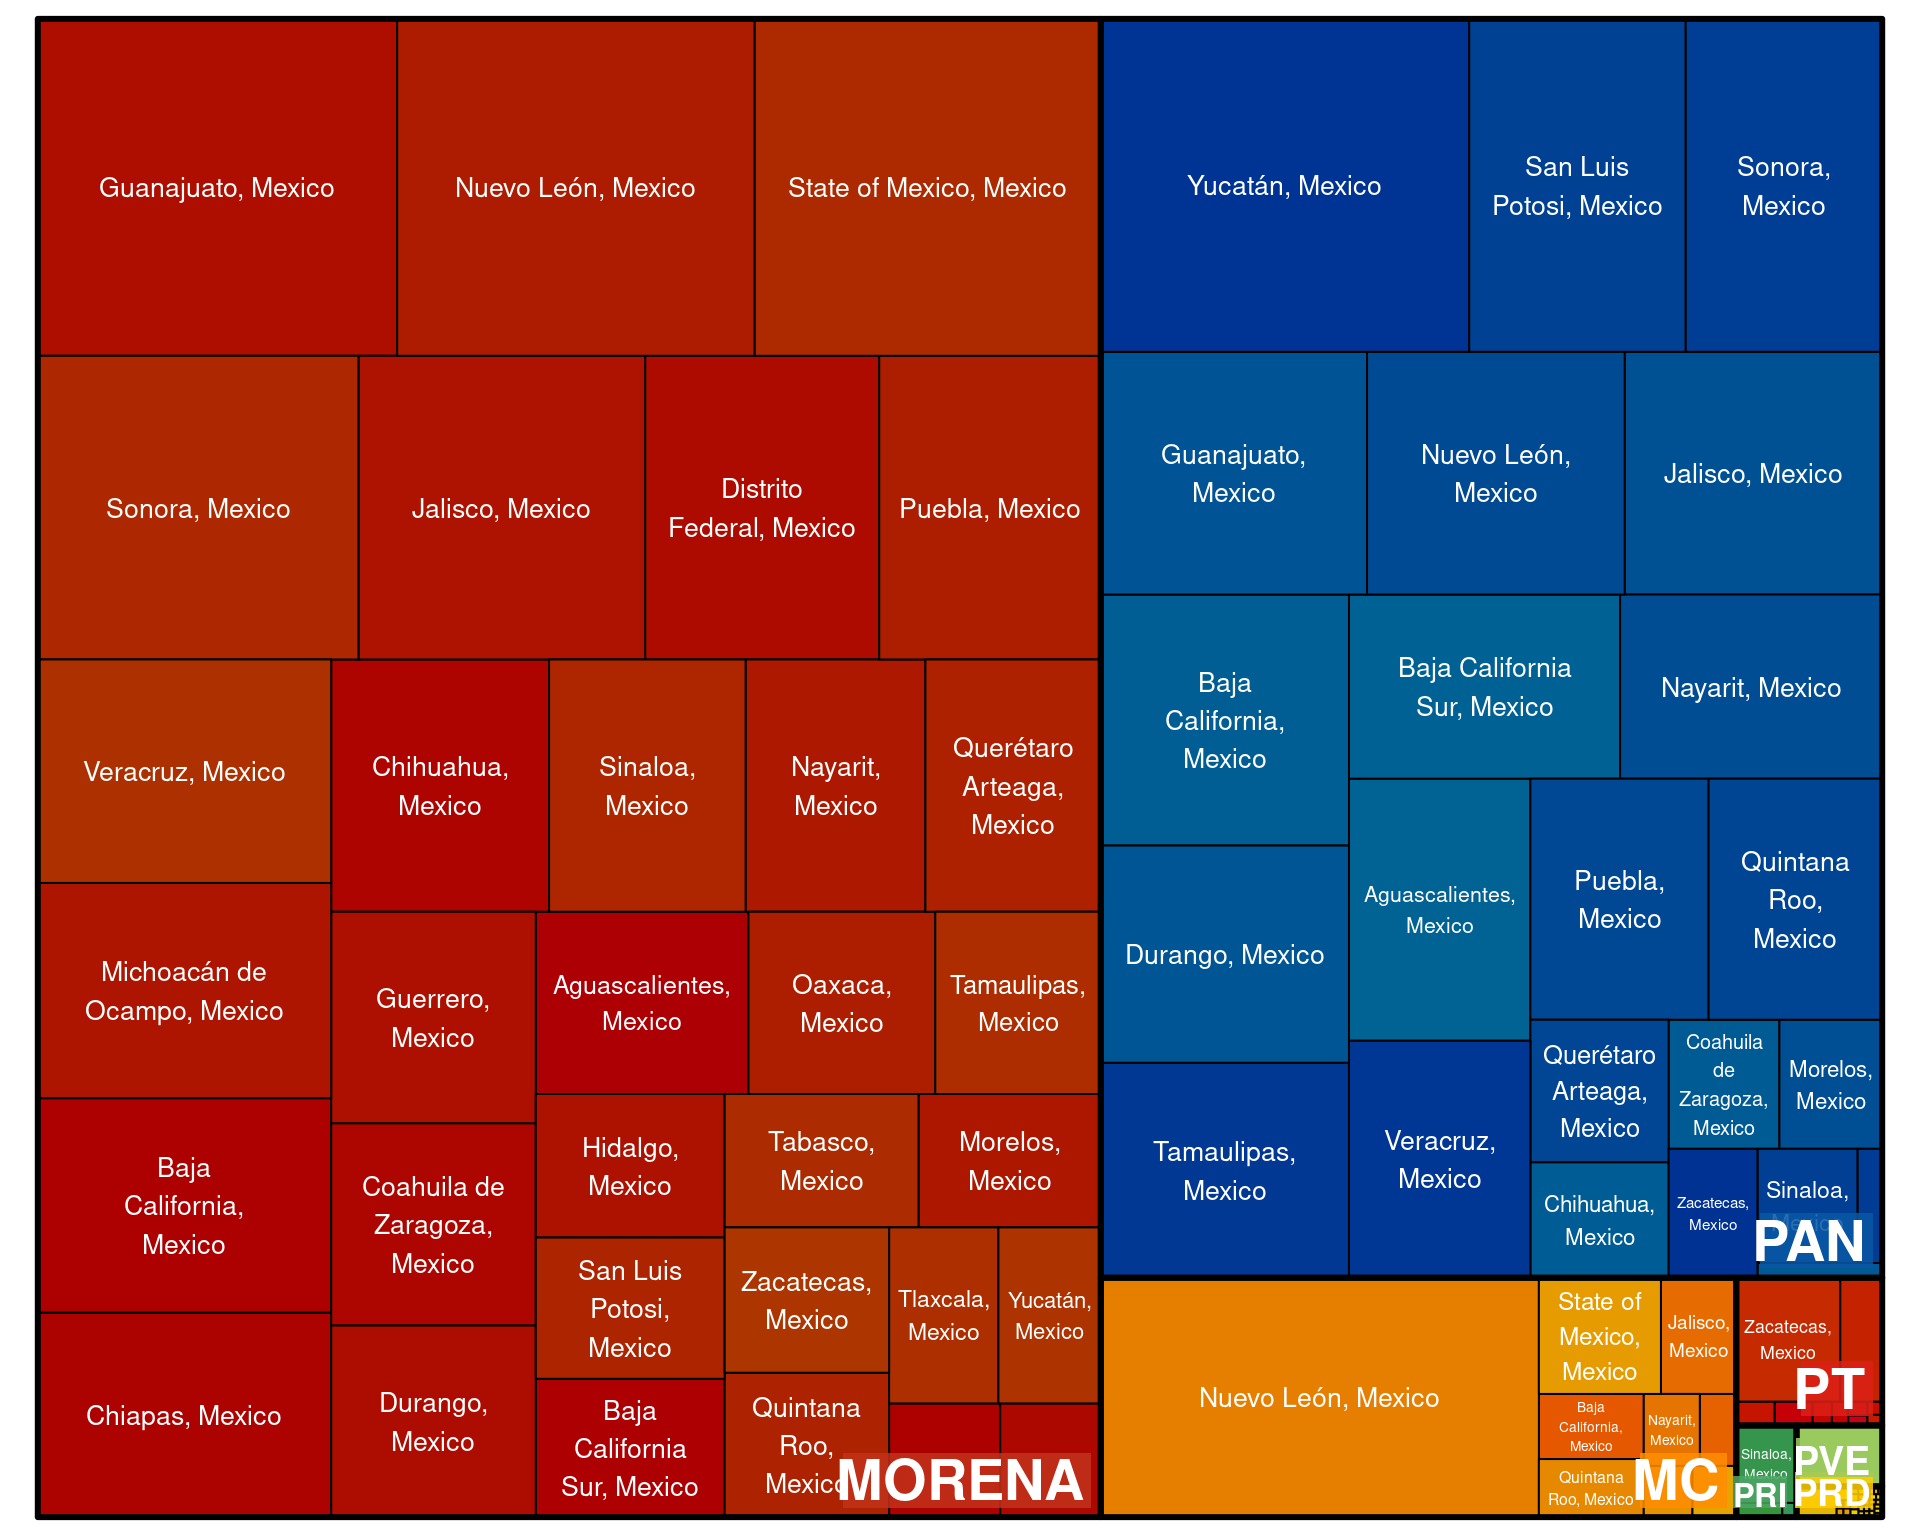 Guanajuato, Mexico
Nuevo León, Mexico
State of Mexico, Mexico
Sonora, Mexico
Jalisco, Mexico
Distrito
Federal, Mexico
Puebla, Mexico
Veracruz, Mexico
Chihuahua,
Mexico
Sinaloa,
Mexico
Nayarit,
Mexico
Querétaro
Arteaga,
Mexico
Michoacán de
Ocampo, Mexico
Guerrero,
Mexico
Aguascalientes,
Mexico
Oaxaca,
Mexico
Tamaulipas,
Mexico
Baja
California,
Mexico
Coahuila de
Zaragoza,
Mexico
Hidalgo,
Mexico
Tabasco,
Mexico
Morelos,
Mexico
San Luis
Potosi,
Mexico
Zacatecas,
Mexico
Tlaxcala,
Mexico
Yucatán,
Mexico
Chiapas, Mexico
Durango,
Mexico
Baja
California
Sur, Mexico
Quintana
Roo,
Mexico
MORENA
Yucatán, Mexico
San Luis
Potosi, Mexico
Sonora,
Mexico
Guanajuato,
Mexico
Nuevo León,
Mexico
Jalisco, Mexico
Baja
California,
Mexico
Baja California
Sur, Mexico
Nayarit, Mexico
Durango, Mexico
Aguascalientes,
Mexico
Puebla,
Mexico
Quintana
Roo,
Mexico
Tamaulipas,
Mexico
Veracruz,
Mexico
Querétaro
Arteaga,
Mexico
Coahuila
de
Zaragoza,
Mexico
Morelos,
Mexico
Chihuahua,
Mexico
Zacatecas,
Mexico
Sinaloa,
Mexico
PAN
Nuevo León, Mexico
State of
Mexico,
Mexico
Jalisco,
Mexico
Baja
California,
Mexico
Nayarit,
Mexico
Quintana
Roo, Mexico
MC
Zacatecas,
Mexico
PT
Sinaloa,
Mexico
PRI
PVE
PRD